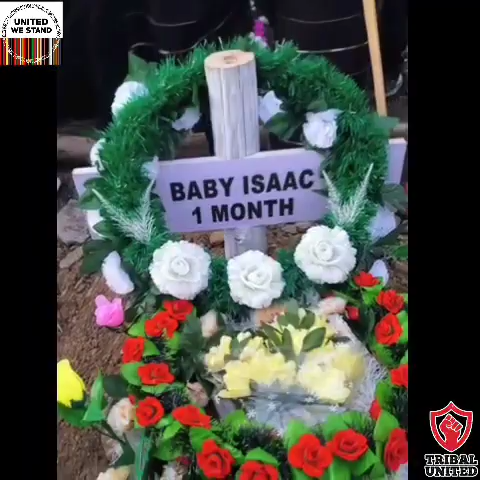 UNITED
WE STAND
BABY ISAAC
1 MONTH
TRIBAL
UNITED